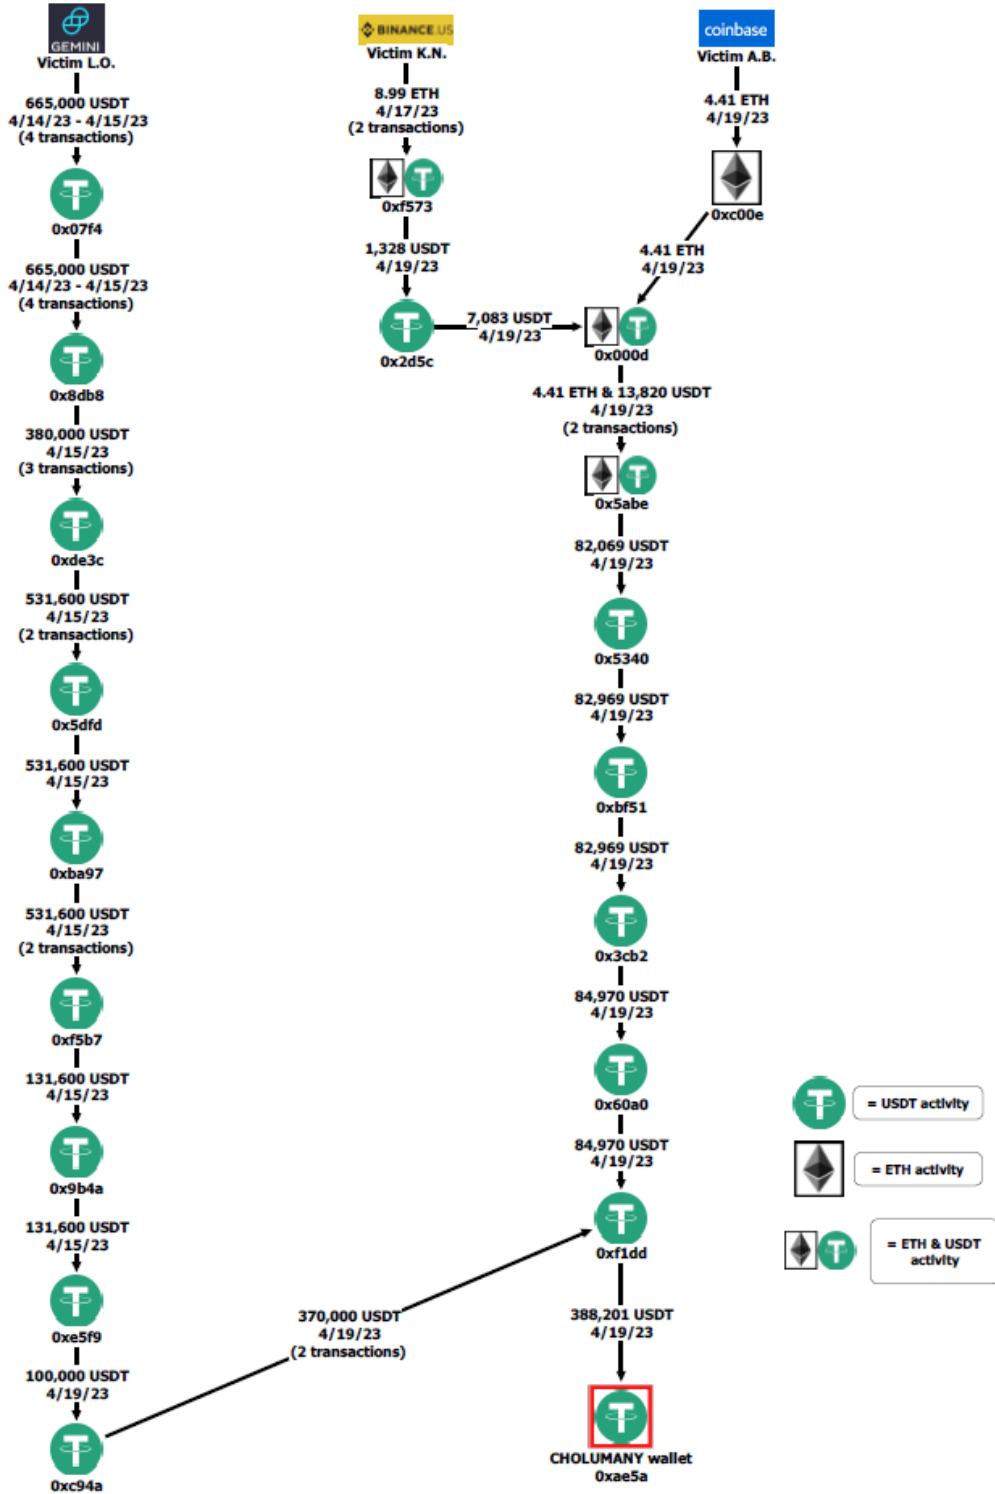 GEMINI
Victim L.O.
665,000 USDT
4/14/23 - 4/15/23
(4 transactions)
0x07f4
665,000 USDT
4/14/23 - 4/15/23
(4 transactions)
0x8db8
380,000 USDT
4/15/23
(3 transactions)
0xde3c
531,600 USDT
4/15/23
(2 transactions)
0x5dfd
531,600 USDT
4/15/23
0xba97
531,600 USDT
4/15/23
(2 transactions)
0xf5b7
131,600 USDT
4/15/23
0x9b4a
131,600 USDT
4/15/23
0xe5f9
100,000 USDT
4/19/23
0xc94a
370,000 USDT
4/19/23
(2 transactions)
BINANCE.US
Victim K.N.
8.99 ETH
4/17/23
(2 transactions)
0xf573
1,328 USDT
4/19/23
0x2d5c
7,083 USDT
4/19/23
coinbase
Victim A.B.
4.41 ETH
4/19/23
0xc00e
4.41 ETH
4/19/23
0x000d
4.41 ETH & 13,820 USDT
4/19/23
(2 transactions)
0x5abe
82,069 USDT
4/19/23
0x5340
82,969 USDT
4/19/23
0xbf51
82,969 USDT
4/19/23
0x3cb2
84,970 USDT
4/19/23
0x60a0
84,970 USDT
4/19/23
0xf1dd
388,201 USDT
4/19/23
CHOLUMANY wallet
0xae5a
= USDT activity
= ETH activity
= ETH & USDT
activity